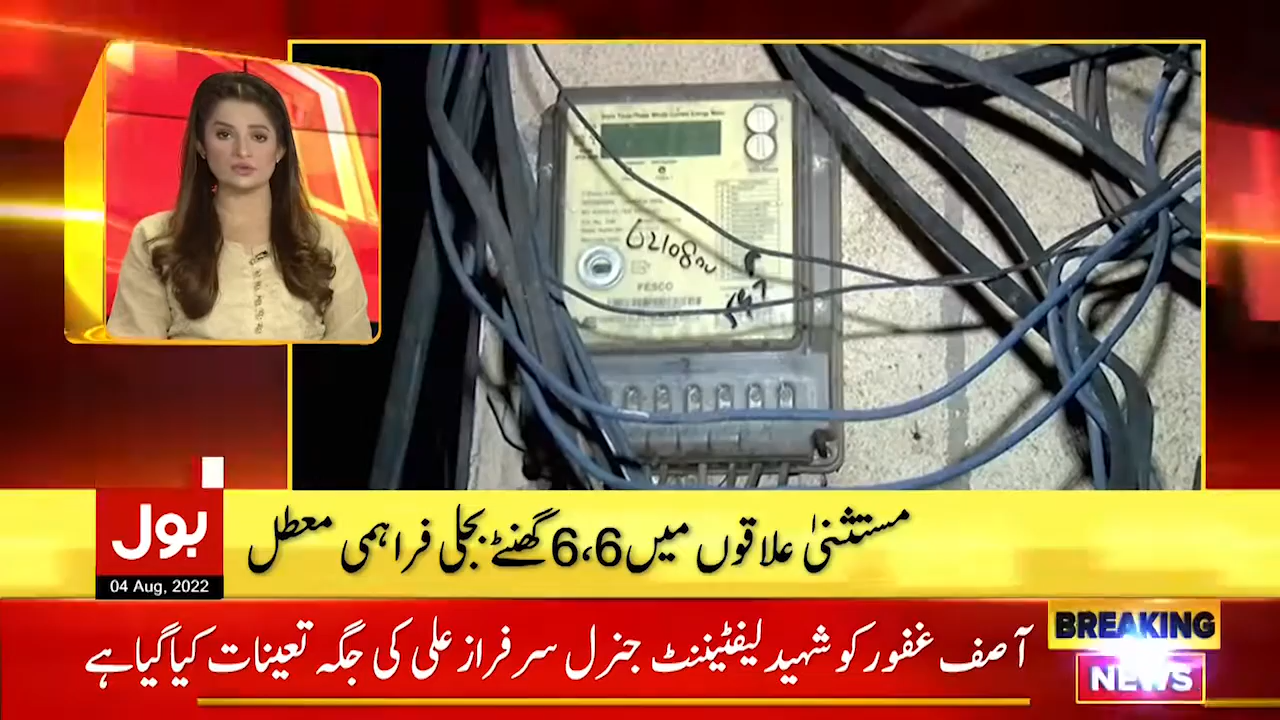 FESCO
مستثنیٰ علاقوں میں 6،6 گھنٹے بجلی فراہمی معطل
بول
04 Aug, 2022
آصف غفور کو شہید لیفٹیننٹ جنرل سرفراز علی کی جگہ تعینات کیا گیا ہے
BREAKING
NEWS